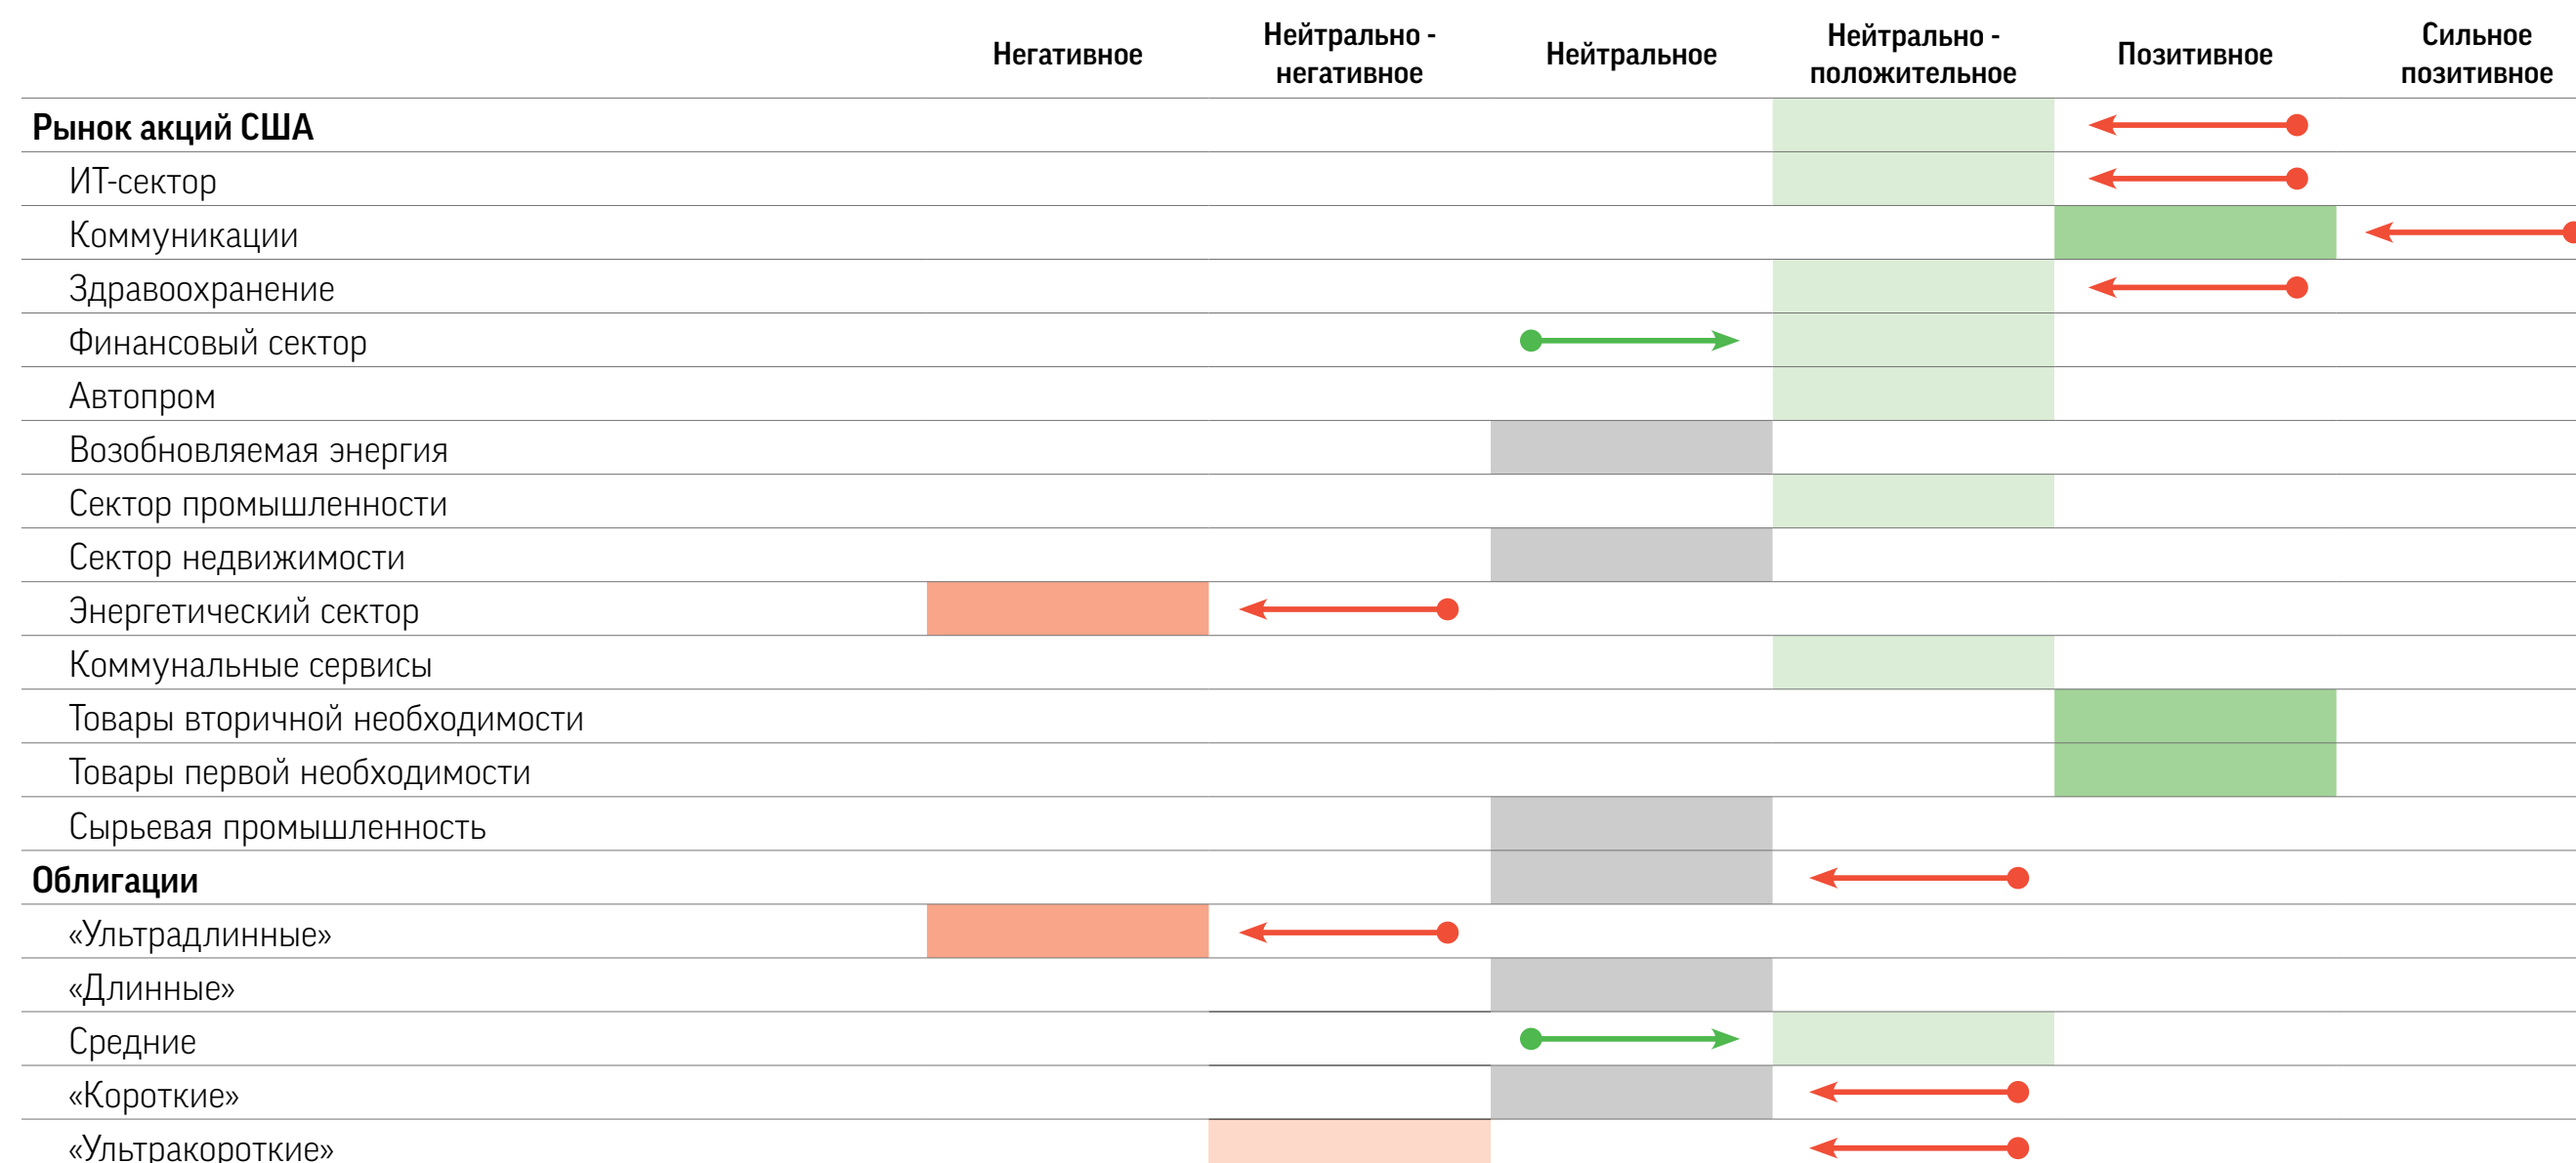 Негативное
Нейтрально -
негативное
Нейтральное
Нейтрально -
положительное
Позитивное
Сильное
позитивное
Рынок акций США
ИТ-сектор
Коммуникации
Здравоохранение
Финансовый сектор
Автопром
Возобновляемая энергия
Сектор промышленности
Сектор недвижимости
Энергетический сектор
Коммунальные сервисы
Товары вторичной необходимости
Товары первой необходимости
Сырьевая промышленность
Облигации
«Ультрадлинные»
«Длинные»
Средние
«Короткие»
«Ультракороткие»